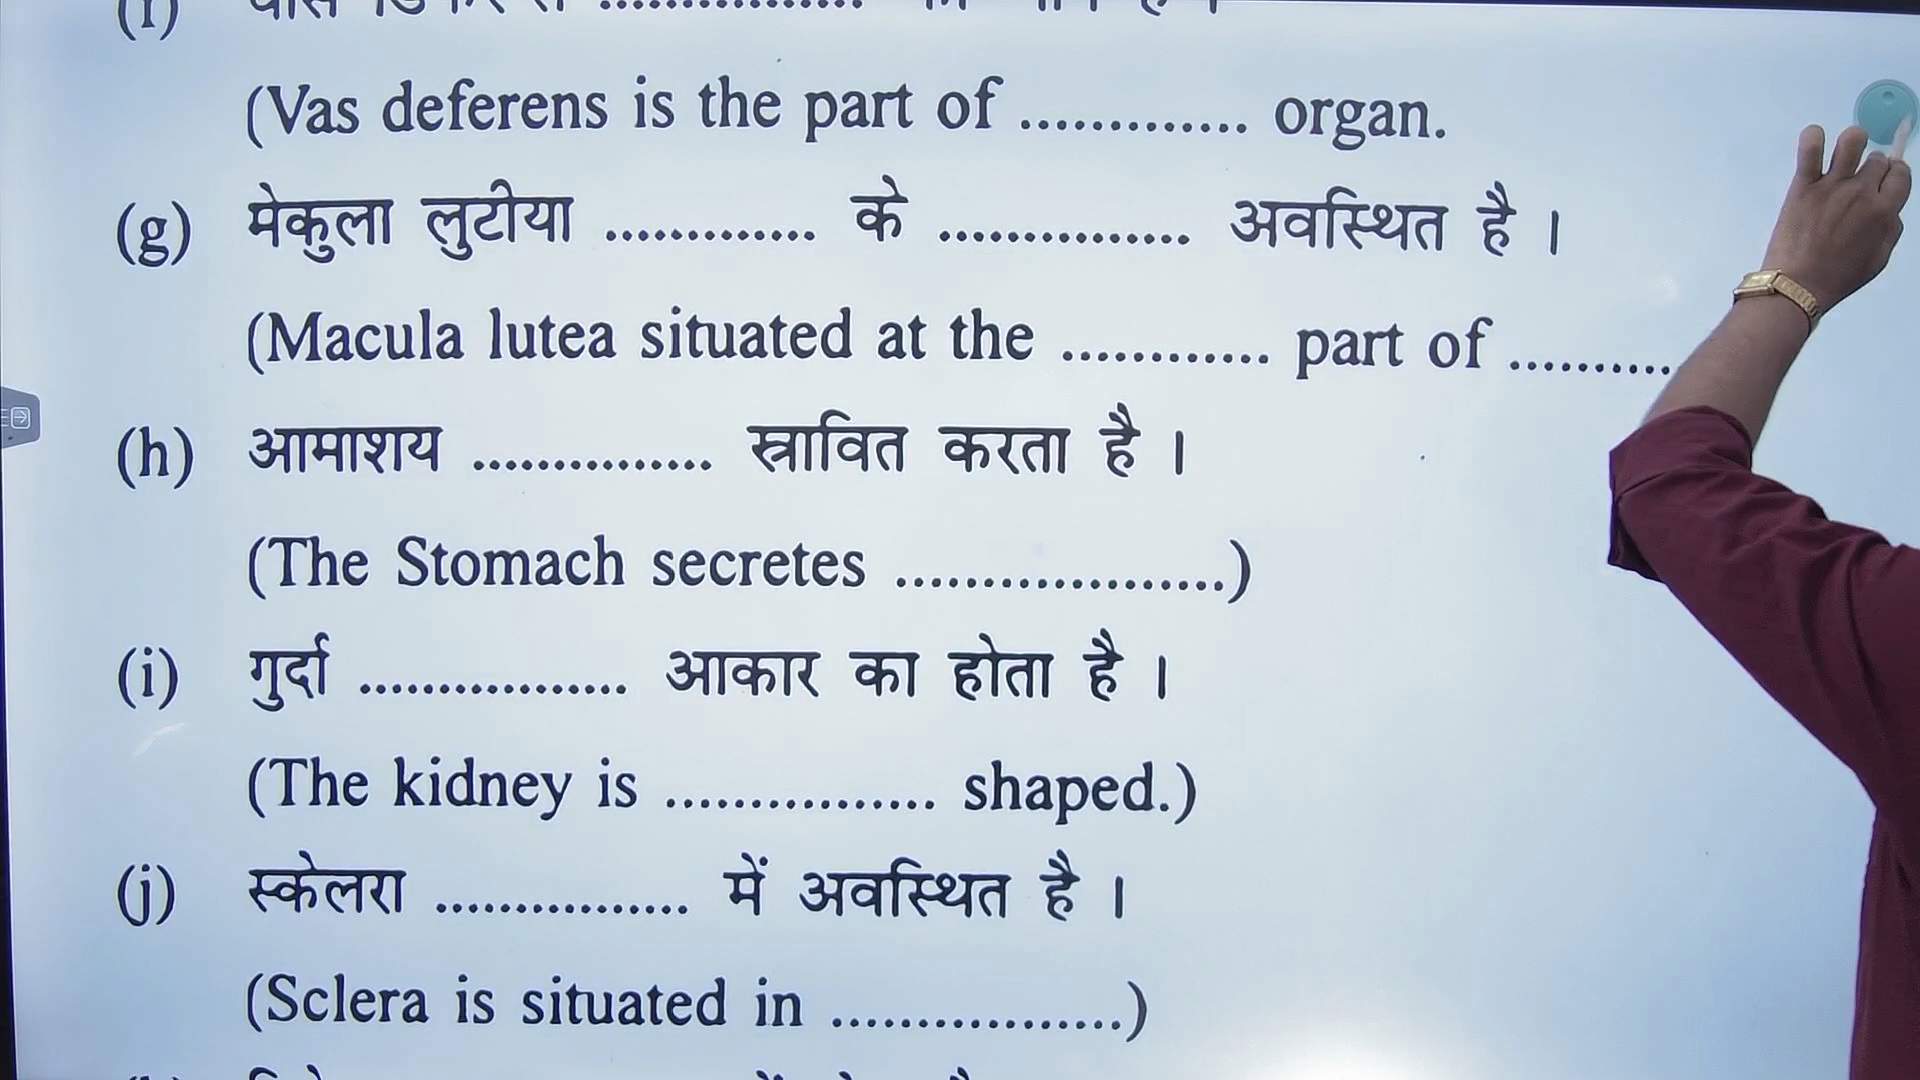 (Vas deferens is the part of ............. organ.
(g) मेकुला लुटीया ............. के ............... अवस्थित है ।
(Macula lutea situated at the ............ part of ..........
(h) आमाशय ............... स्रावित करता है ।
(The Stomach secretes ...................)
(i) गुर्दा ................. आकार का होता है ।
(The kidney is ................ shaped.)
(j) स्केलरा ................ में अवस्थित है ।
(Sclera is situated in .................)